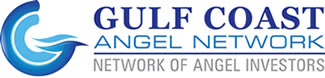 GULF COAST
ANGEL NETWORK
NETWORK OF ANGEL INVESTORS